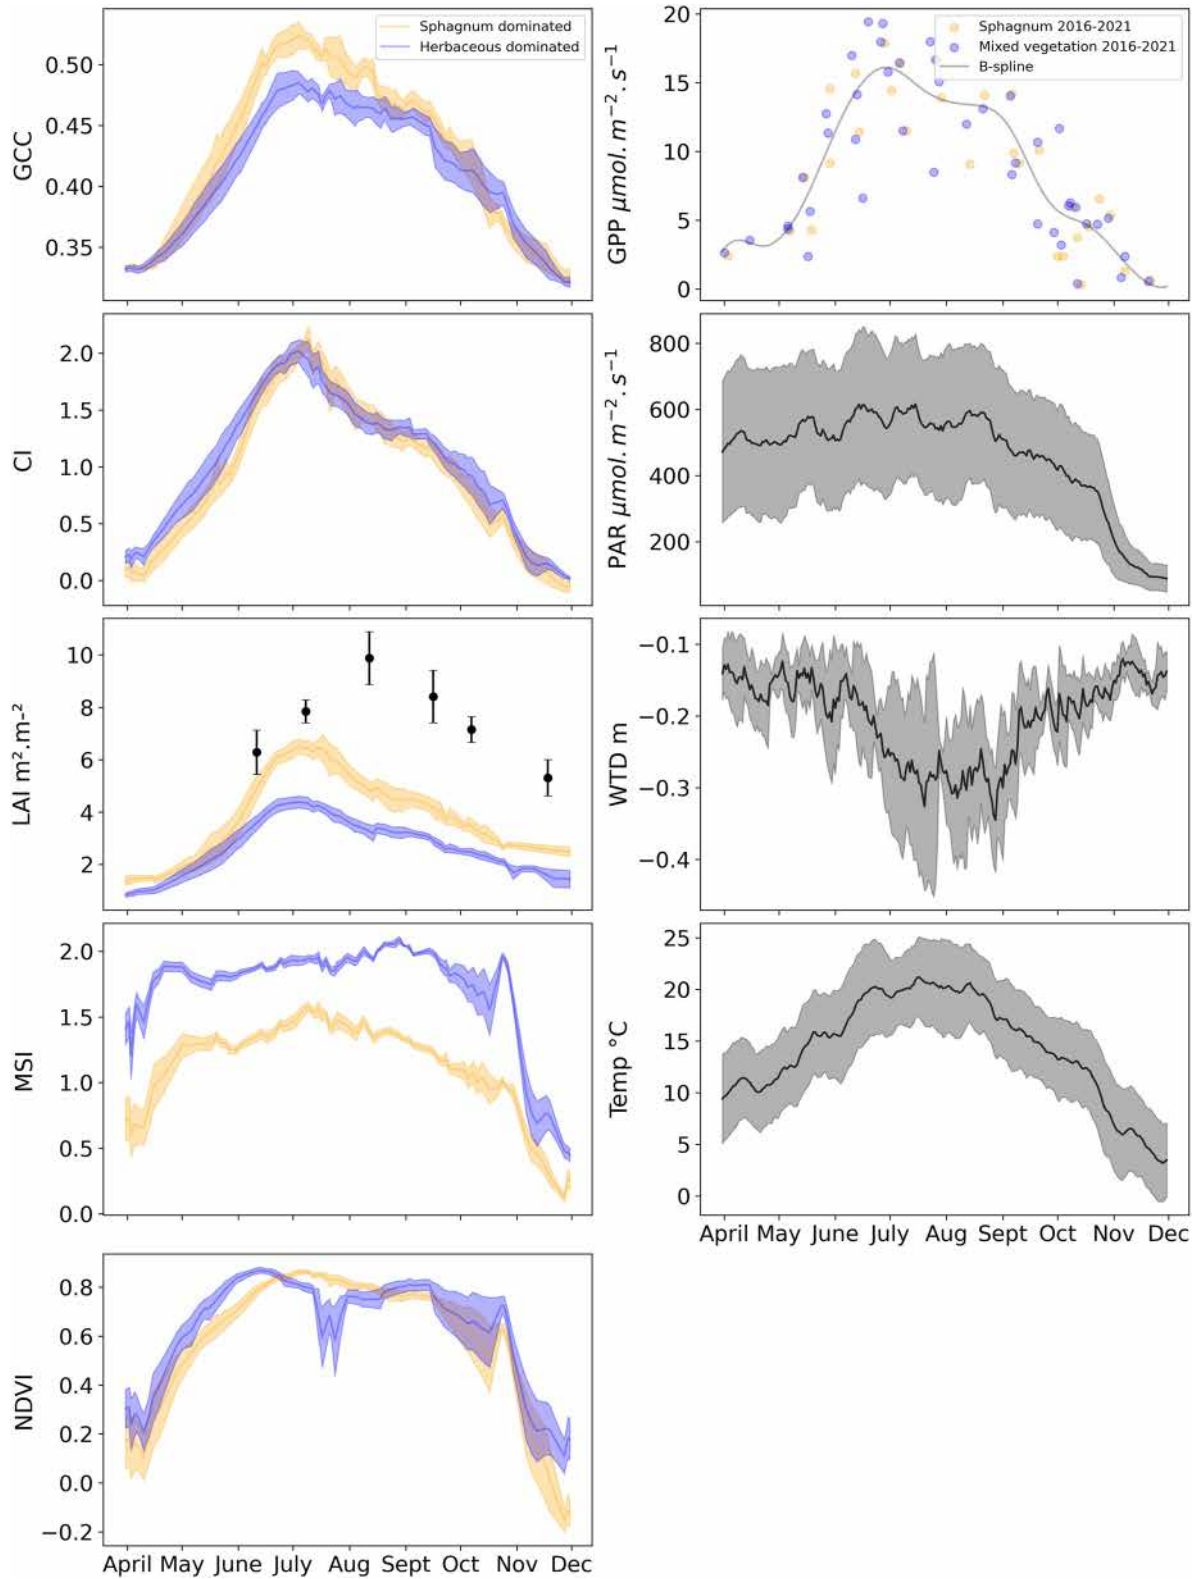 GCC
0.50
0.45
0.40
0.35
Sphagnum dominated
Herbaceous dominated
GPP μmol. m⁻². s⁻¹
20
15
10
5
0
Sphagnum 2016-2021
Mixed vegetation 2016-2021
B-spline
CI
2.0
1.5
1.0
0.5
0.0
PAR μmol. m⁻². s⁻¹
800
600
400
200
LAI m².m-²
10
8
6
4
2
WTD m
−0.1
−0.2
−0.3
−0.4
MSI
2.0
1.5
1.0
0.5
0.0
Temp °C
25
20
15
10
5
0
April May June July Aug Sept Oct Nov Dec
NDVI
0.8
0.6
0.4
0.2
0.0
−0.2
April May June July Aug Sept Oct Nov Dec